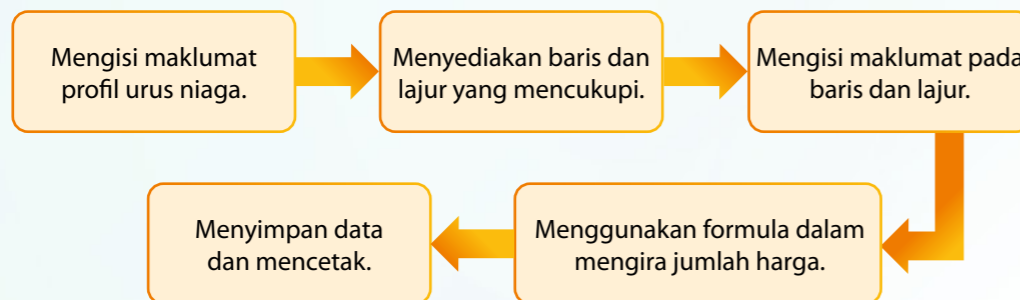 Mengisi maklumat
profil urus niaga.
Menyediakan baris dan
lajur yang mencukupi.
Mengisi maklumat pada
baris dan lajur.
Menggunakan formula dalam
mengira jumlah harga.
Menyimpan data
dan mencetak.